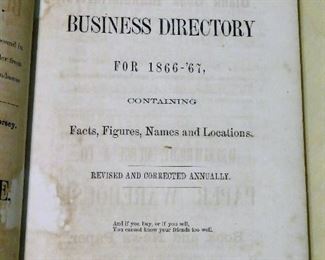 BUSINESS DIRECTORY
FOR 1866-'67,
CONTAINING
Facts, Figures, Names and Locations.
REVISED AND CORRECTED ANNUALLY.
And if you buy, or if you sell,
You cannot know your friends too well.